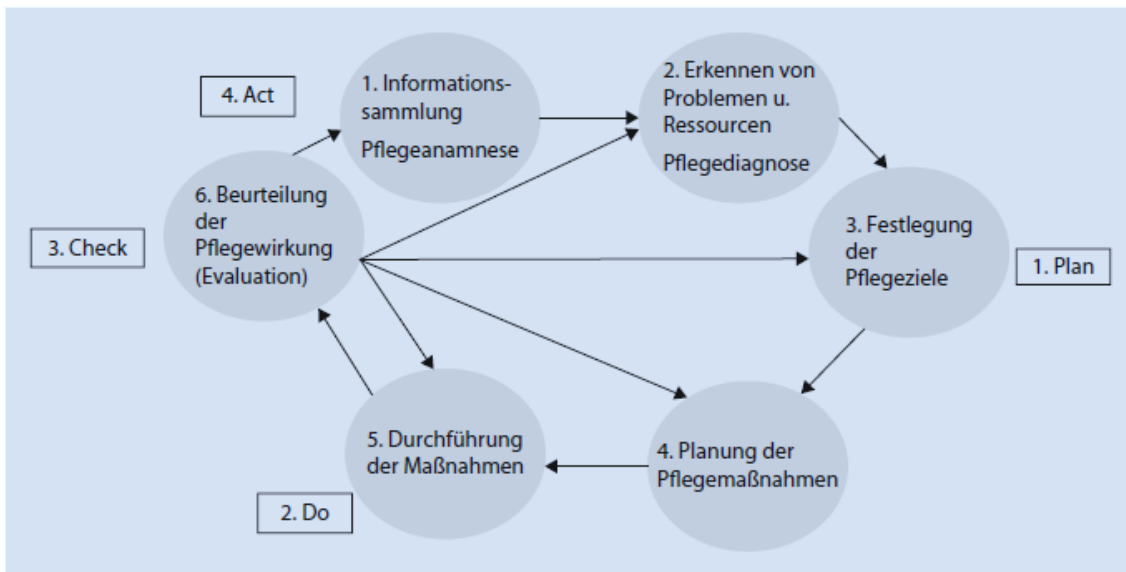 4. Act
1. Informations-
sammlung
Pflegeanamnese
2. Erkennen von
Problemen u.
Ressourcen
Pflegediagnose
6. Beurteilung
der
Pflegewirkung
(Evaluation)
3. Check
3. Festlegung
der
Pflegeziele
1. Plan
5. Durchführung
der Maßnahmen
4. Planung der
Pflegemaßnahmen
2. Do